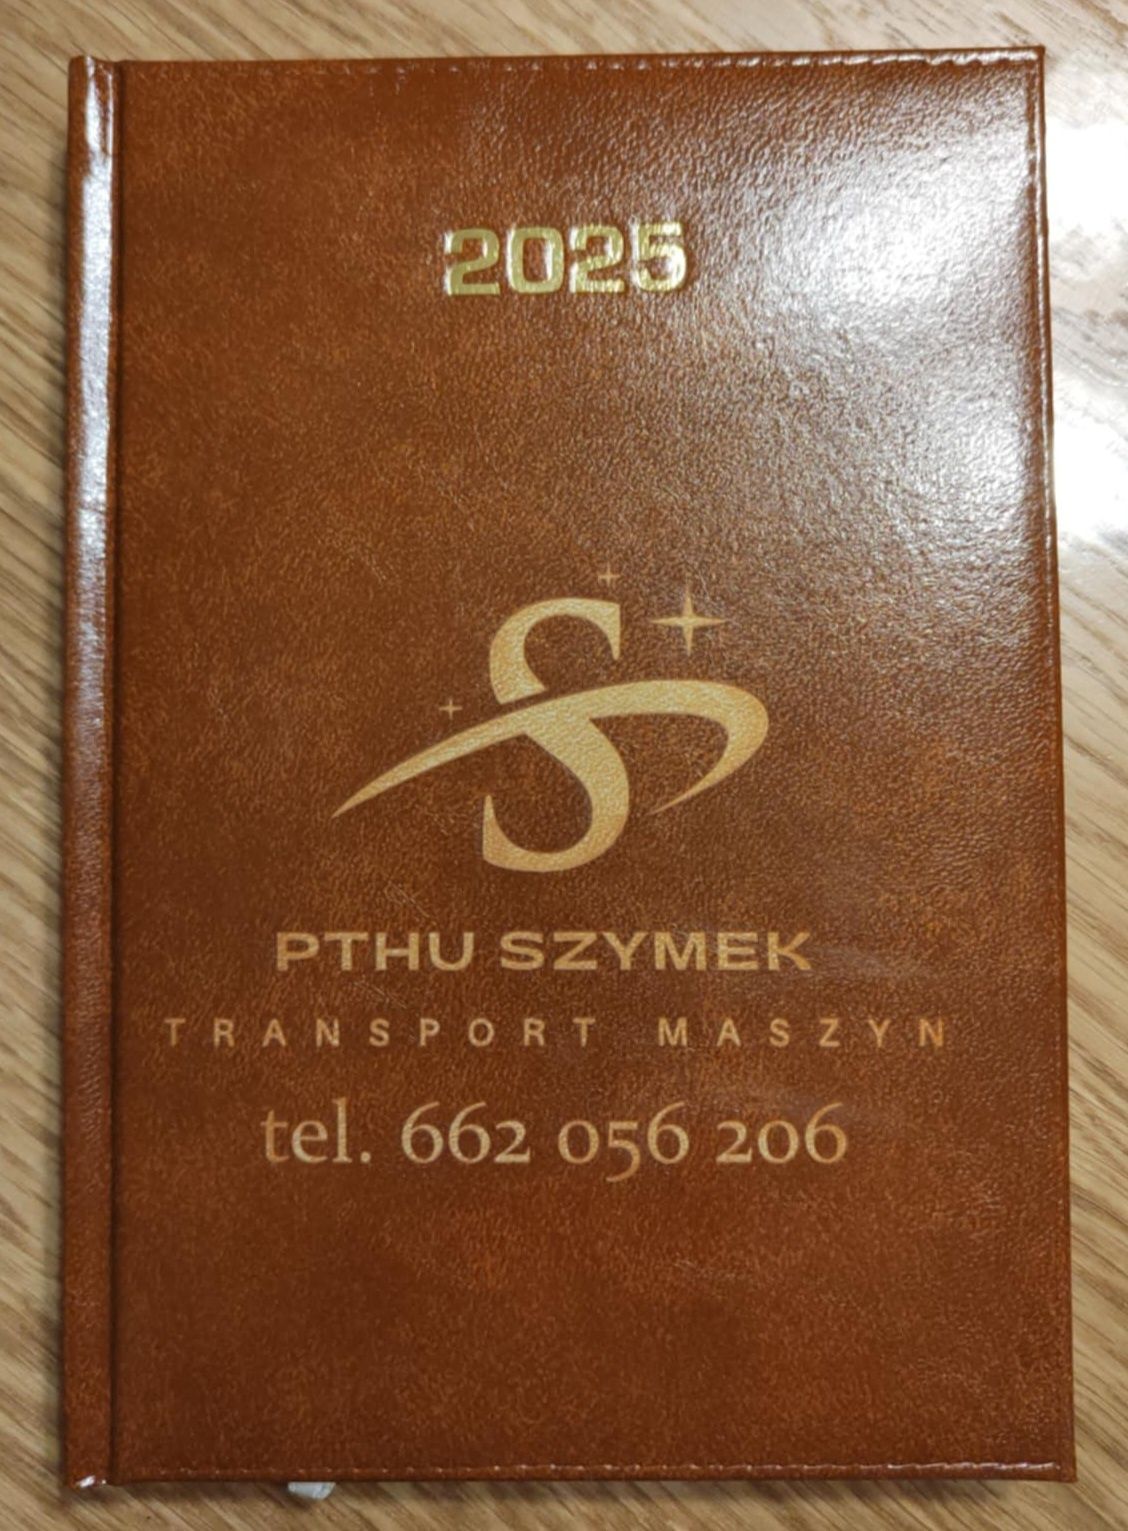 2025
S
PTHU SZYMEK
TRANSPORT MASZYN
tel. 662 056 206